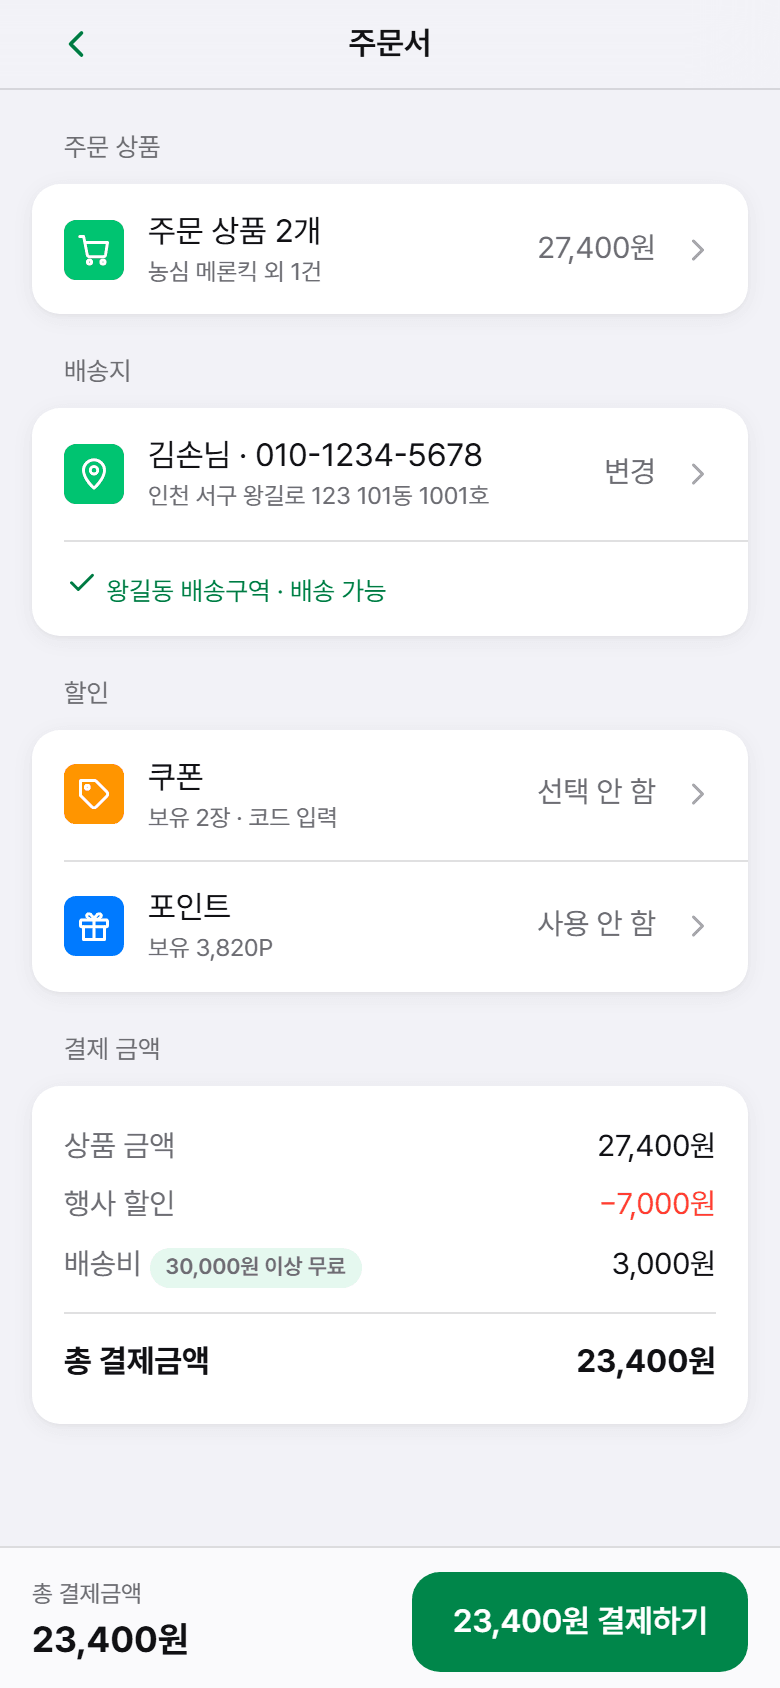 주문서
주문 상품
주문 상품 2개
농심 메론킥 외 1건
27,400원
배송지
김손님 · 010-1234-5678
인천 서구 왕길로 123 101동 1001호
변경
왕길동 배송구역 · 배송 가능
할인
쿠폰
보유 2장 · 코드 입력
선택 안 함
포인트
보유 3,820P
사용 안 함
결제 금액
상품 금액 27,400원
행사 할인 −7,000원
배송비 30,000원 이상 무료 3,000원
총 결제금액 23,400원
총 결제금액
23,400원
23,400원 결제하기